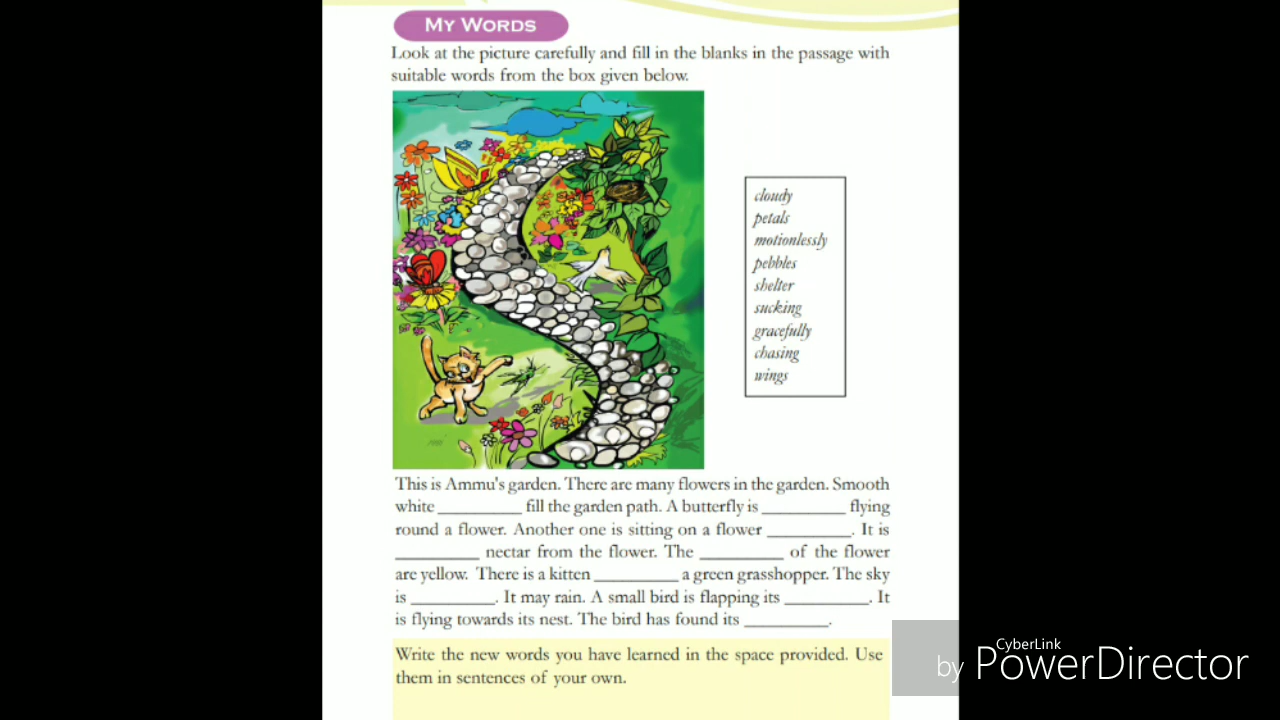 MY WORDS
Look at the picture carefully and fill in the blanks in the passage with
suitable words from the box given below.
cloudy
petals
motionlessly
pebbles
shelter
sucking
gracefully
chasing
wings
This is Ammu's garden. There are many flowers in the garden. Smooth
white __________ fill the garden path. A butterfly is __________ flying
round a flower. Another one is sitting on a flower __________. It is
__________ nectar from the flower. The __________ of the flower
are yellow. There is a kitten __________ a green grasshopper. The sky
is __________. It may rain. A small bird is flapping its __________. It
is flying towards its nest. The bird has found its __________.
Write the new words you have learned in the space provided. Use
them in sentences of your own.
by CyberLink PowerDirector